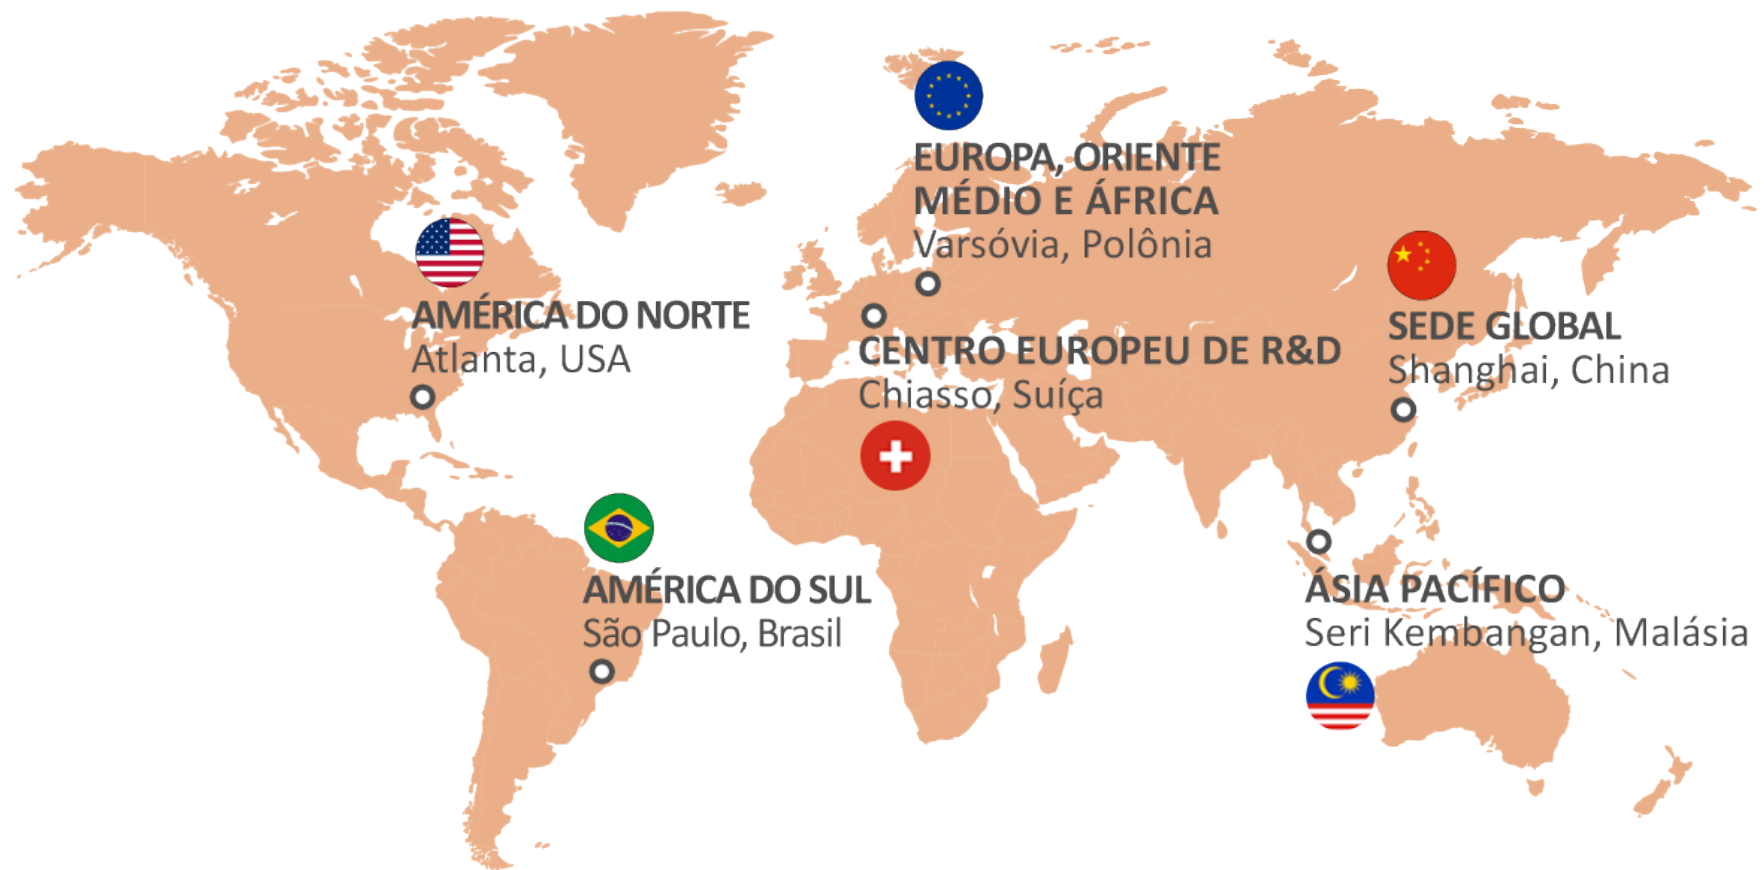 EUROPA, ORIENTE
MÉDIO E ÁFRICA
Varsóvia, Polônia
AMÉRICA DO NORTE
Atlanta, USA
CENTRO EUROPEU DE R&D
Chiasso, Suíça
SEDE GLOBAL
Shanghai, China
AMÉRICA DO SUL
São Paulo, Brasil
ÁSIA PACÍFICO
Seri Kembangan, Malásia